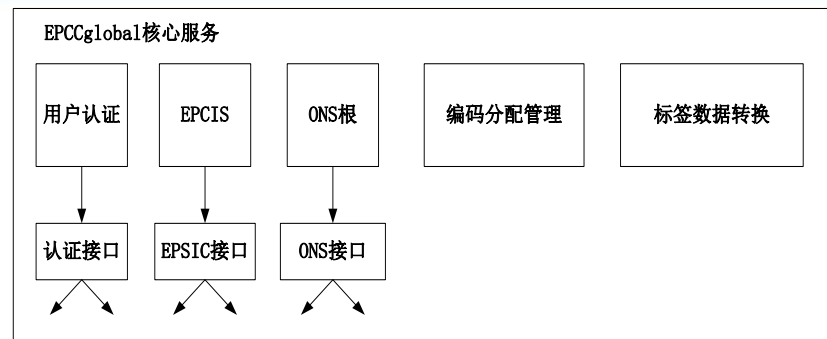 EPCCglobal核心服务
用户认证
EPCIS
ONS根
编码分配管理
标签数据转换
认证接口
EPSIC接口
ONS接口